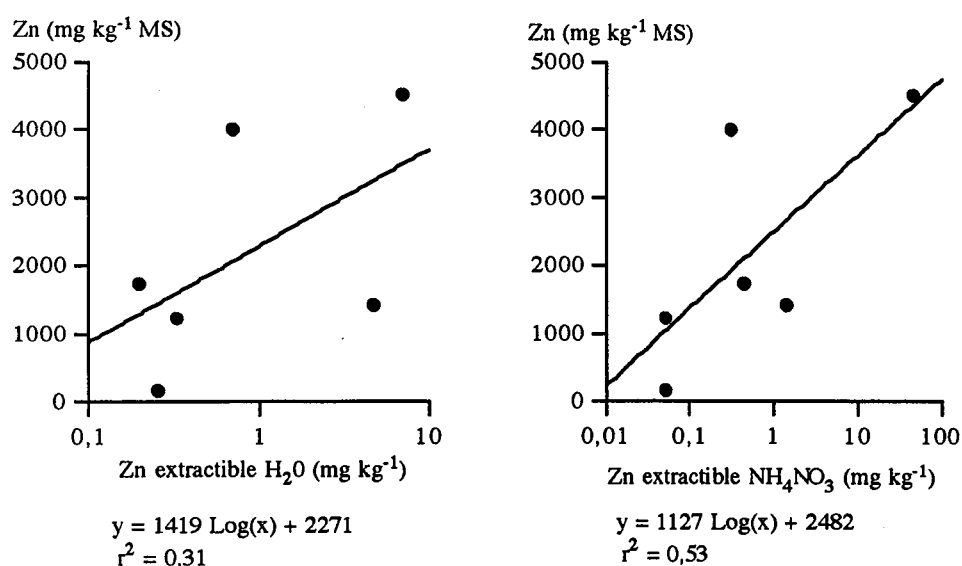 Zn (mg kg⁻¹ MS)
5000
4000
3000
2000
1000
0
0,1 1 10
Zn extractible H₂0 (mg kg⁻¹)
y = 1419 Log(x) + 2271
r² = 0.31
Zn (mg kg⁻¹ MS)
5000
4000
3000
2000
1000
0
0,01 0,1 1 10 100
Zn extractible NH₄NO₃ (mg kg⁻¹)
y = 1127 Log(x) + 2482
r² = 0,53